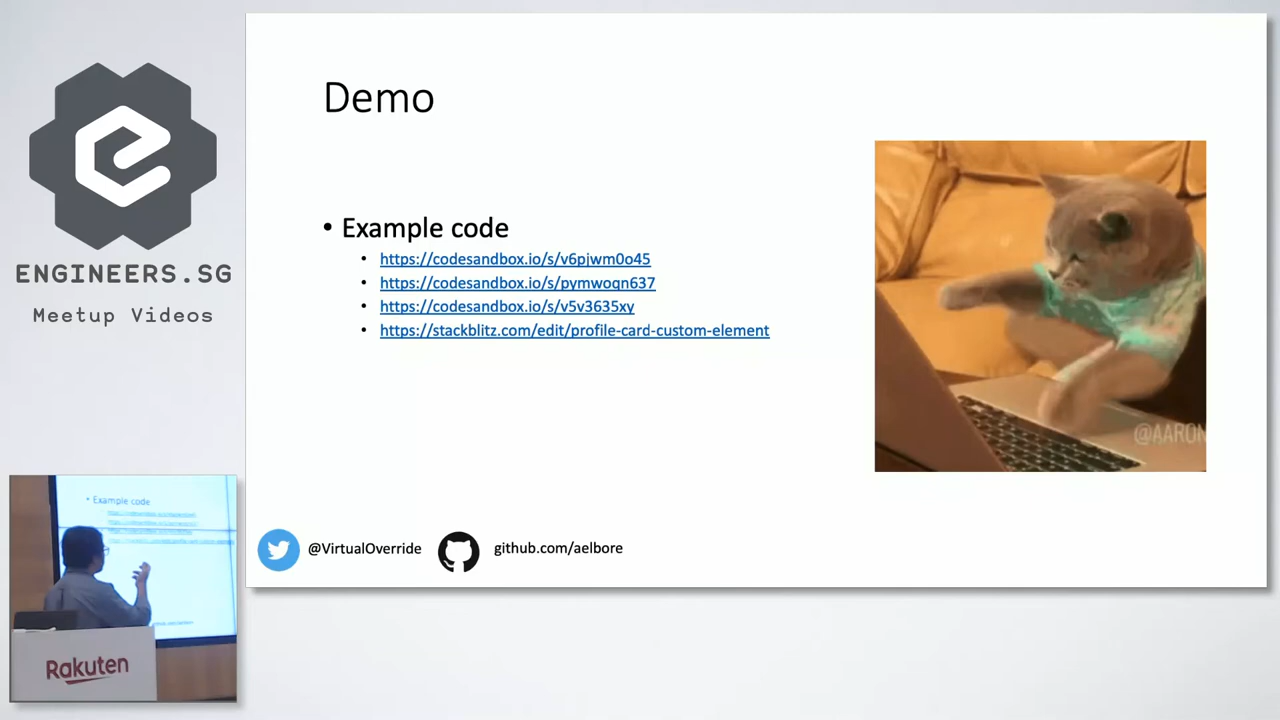 ENGINEERS.SG
Meetup Videos
Demo
• Example code
• https://codesandbox.io/s/v6pjwm0o45
• https://codesandbox.io/s/pymwoqn637
• https://codesandbox.io/s/v5v3635xy
• https://stackblitz.com/edit/profile-card-custom-element
@AARON
@VirtualOverride
github.com/aelbore
• Example code
Rakuten